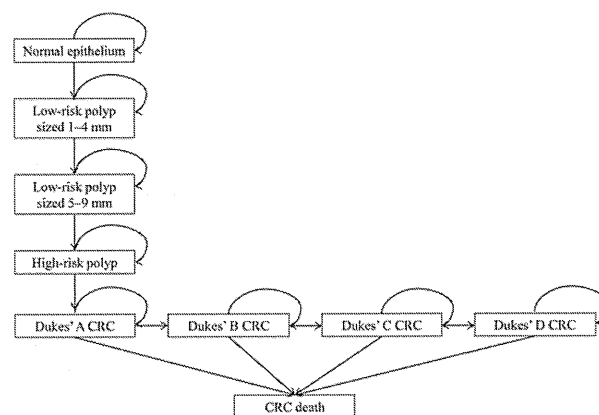 Normal epithelium
Low-risk polyp
sized 1–4 mm
Low-risk polyp
sized 5–9 mm
High-risk polyp
Dukes' A CRC
Dukes' B CRC
Dukes' C CRC
Dukes' D CRC
CRC death